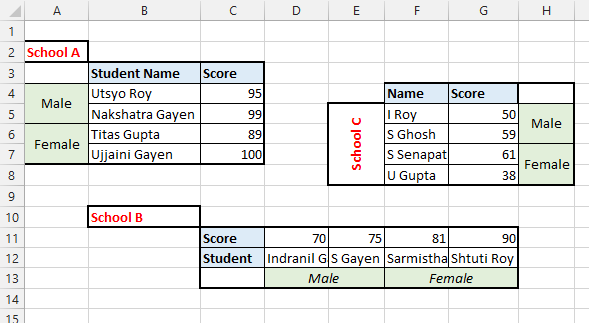 A B C D E F G H
1
2 School A
3 Student Name Score
4 Utsyo Roy 95 Name Score
5 Male Nakshatra Gayen 99 I Roy 50 Male
6 Female Titas Gupta 89 School C S Ghosh 59
7 Ujjaini Gayen 100 S Senapat 61 Female
8 U Gupta 38
9
10 School B
11 Score 70 75 81 90
12 Student Indranil G S Gayen Sarmistha Shtuti Roy
13 Male Female
14
15